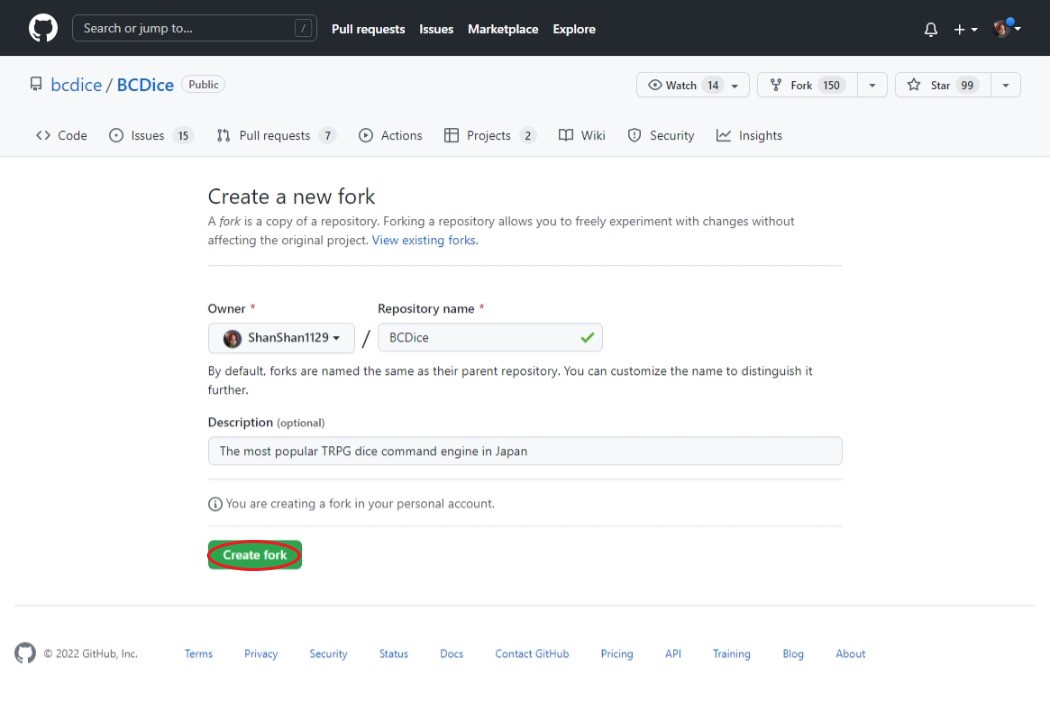 Search or jump to... /
Pull requests Issues Marketplace Explore
bcdice / BCDice Public
Watch 14 Fork 150 Star 99
Code Issues 15 Pull requests 7 Actions Projects 2 Wiki Security Insights
Create a new fork
A fork is a copy of a repository. Forking a repository allows you to freely experiment with changes without
affecting the original project. View existing forks.
Owner * Repository name *
ShanShan1129 / BCDice
By default, forks are named the same as their parent repository. You can customize the name to distinguish it
further.
Description (optional)
The most popular TRPG dice command engine in Japan
You are creating a fork in your personal account.
Create fork
© 2022 GitHub, Inc. Terms Privacy Security Status Docs Contact GitHub Pricing API Training Blog About